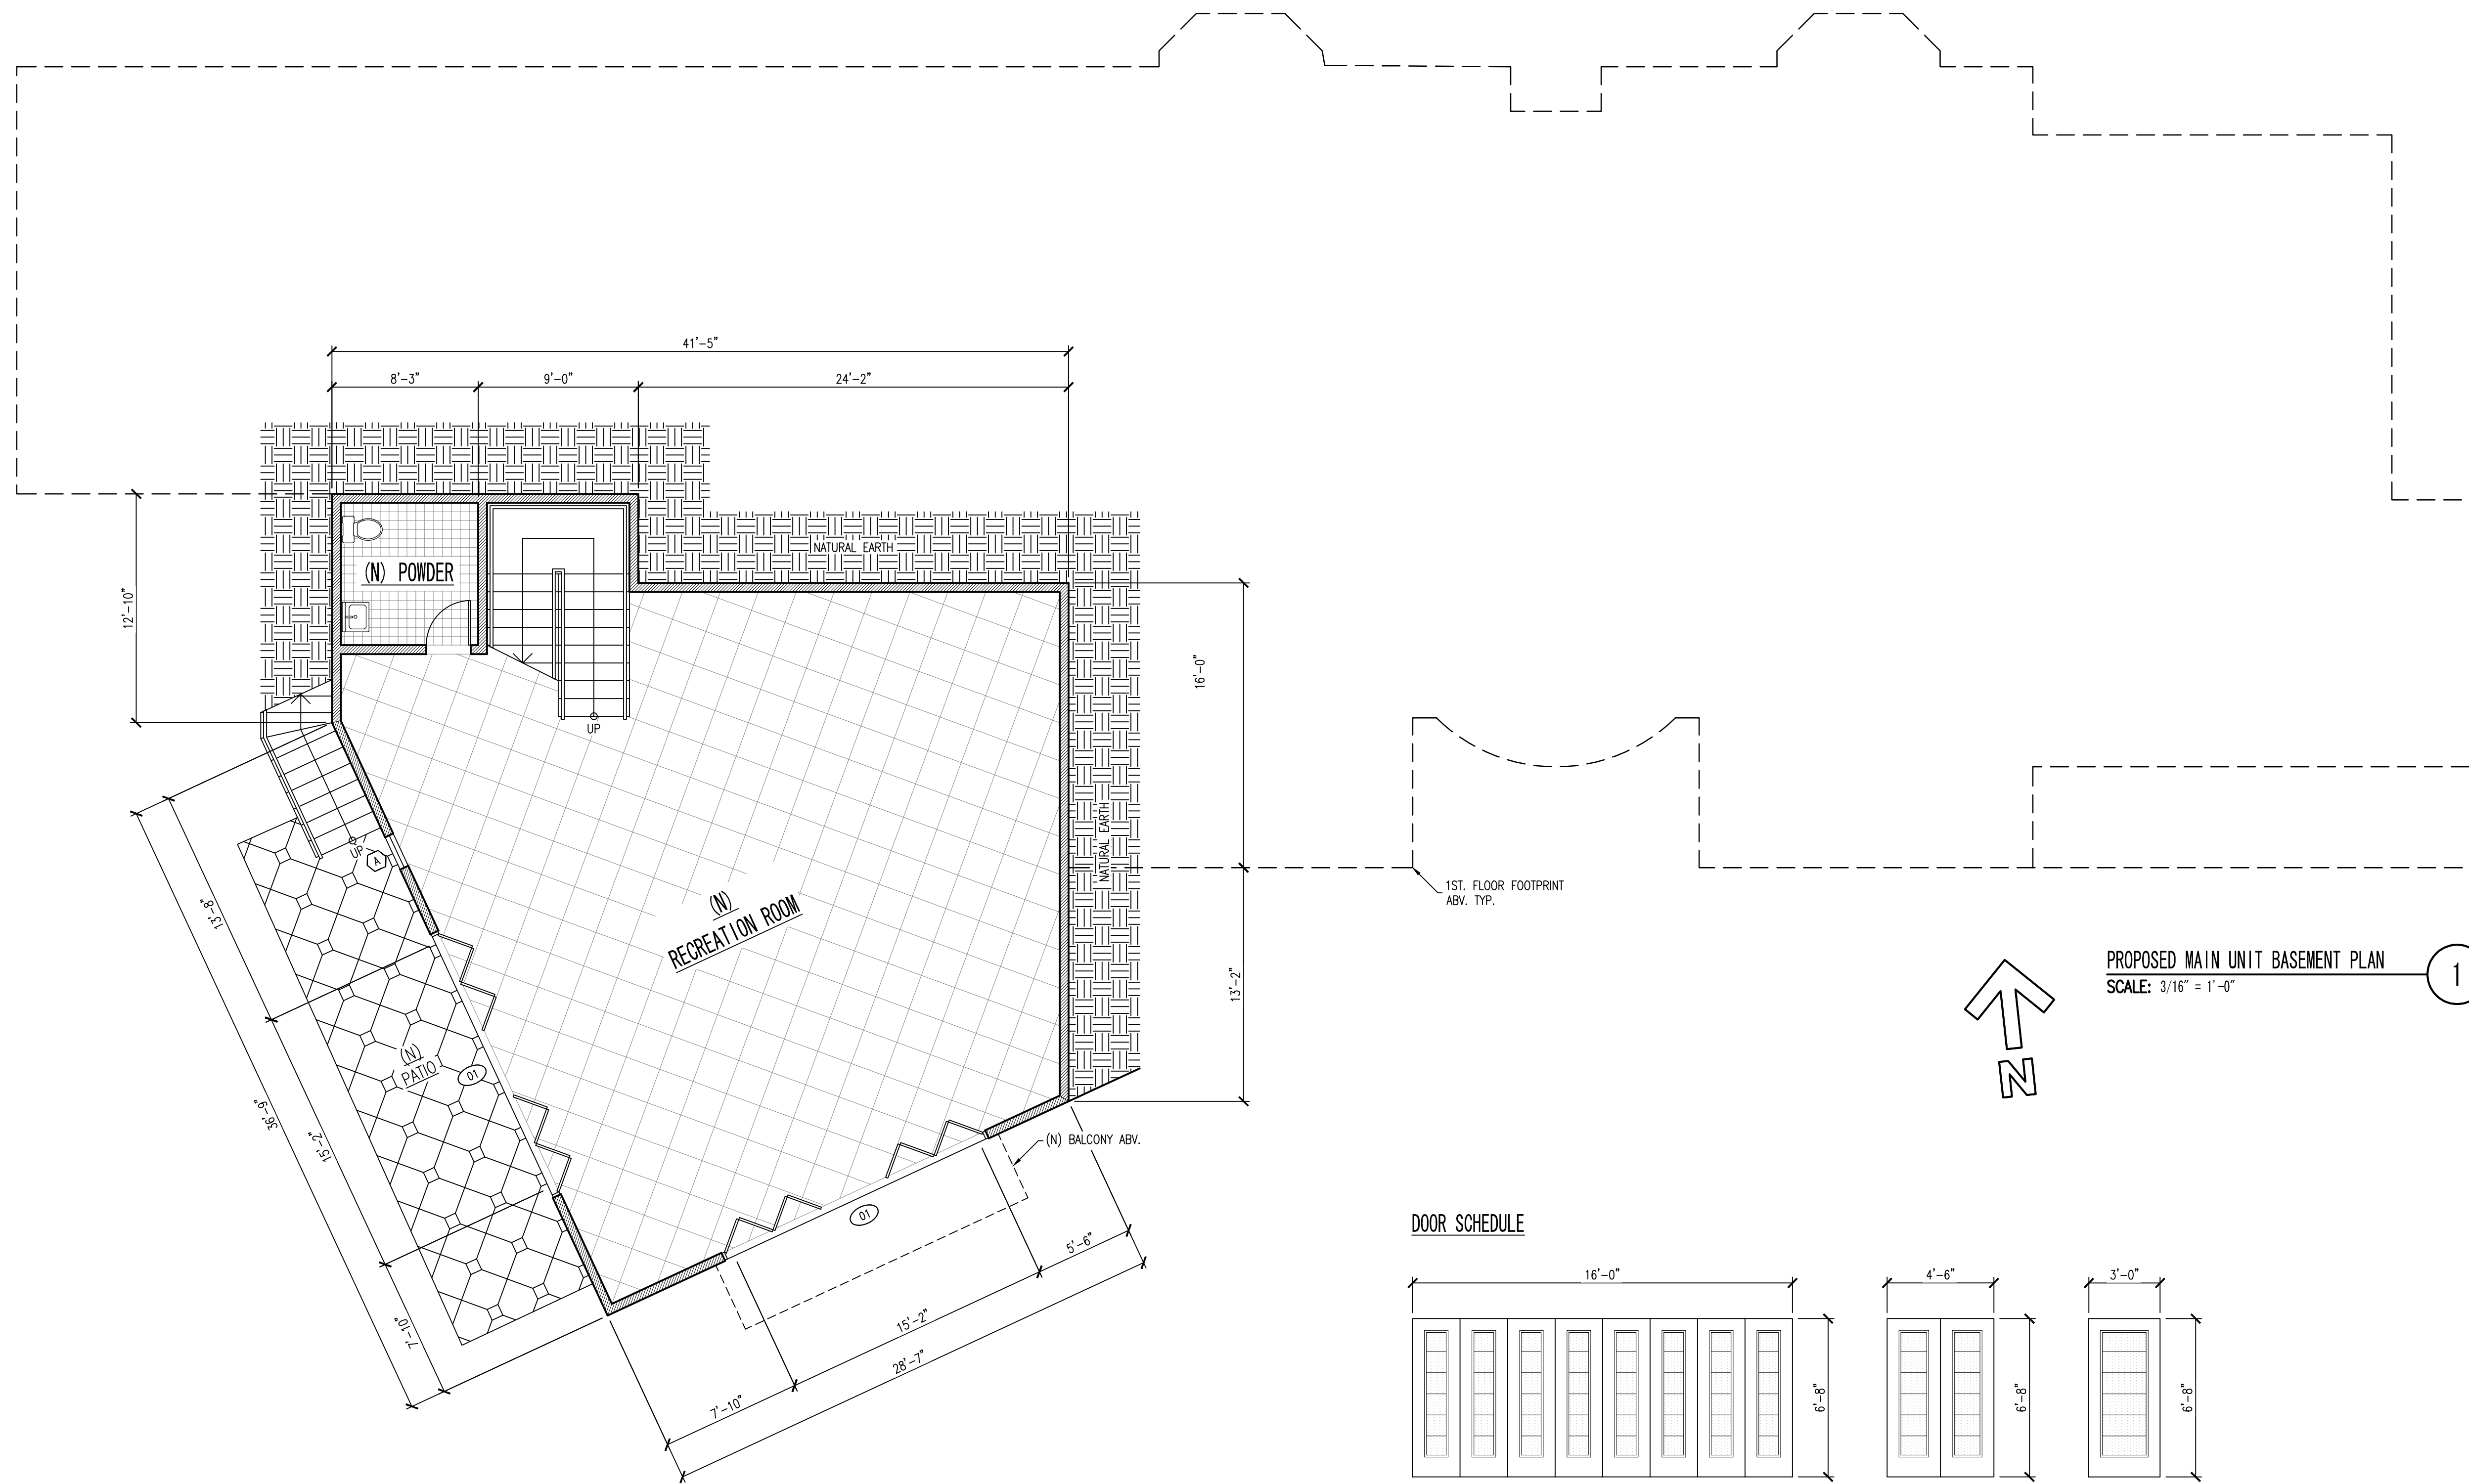 41'-5"
8'-3"
9'-0"
24'-2"
NATURAL EARTH
(N) POWDER
12'-10"
UP
16'-0"
NATURAL EARTH
UP
A
13'-8"
1ST. FLOOR FOOTPRINT
ABV. TYP.
(N)
RECREATION ROOM
PROPOSED MAIN UNIT BASEMENT PLAN
1
SCALE: 3/16" = 1'-0"
13'-2"
N
(N)
PATIO
01
36'-9"
15'-2"
(N) BALCONY ABV.
01
5'-6"
7'-10"
15'-2"
28'-7"
7'-10"
DOOR SCHEDULE
16'-0"
4'-6"
3'-0"
6'-8"
6'-8"
6'-8"